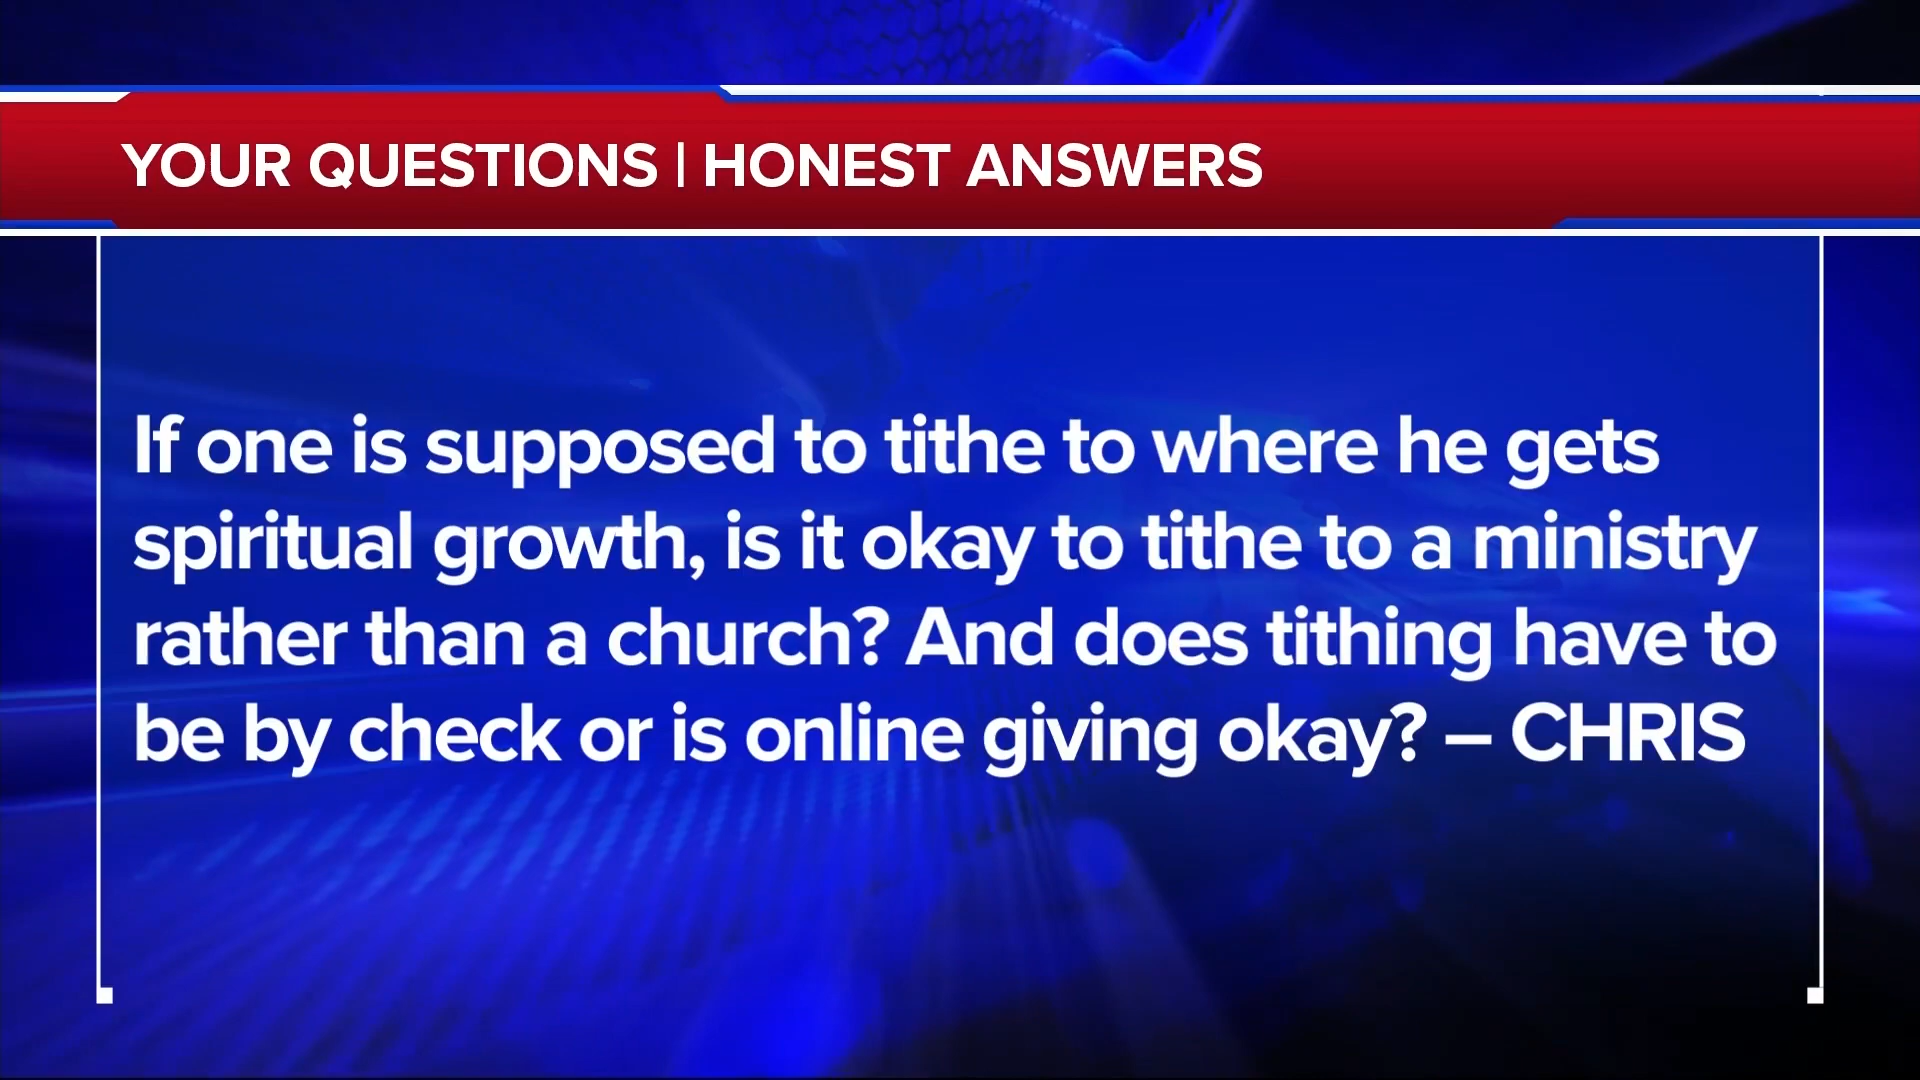 YOUR QUESTIONS | HONEST ANSWERS
If one is supposed to tithe to where he gets
spiritual growth, is it okay to tithe to a ministry
rather than a church? And does tithing have to
be by check or is online giving okay? – CHRIS